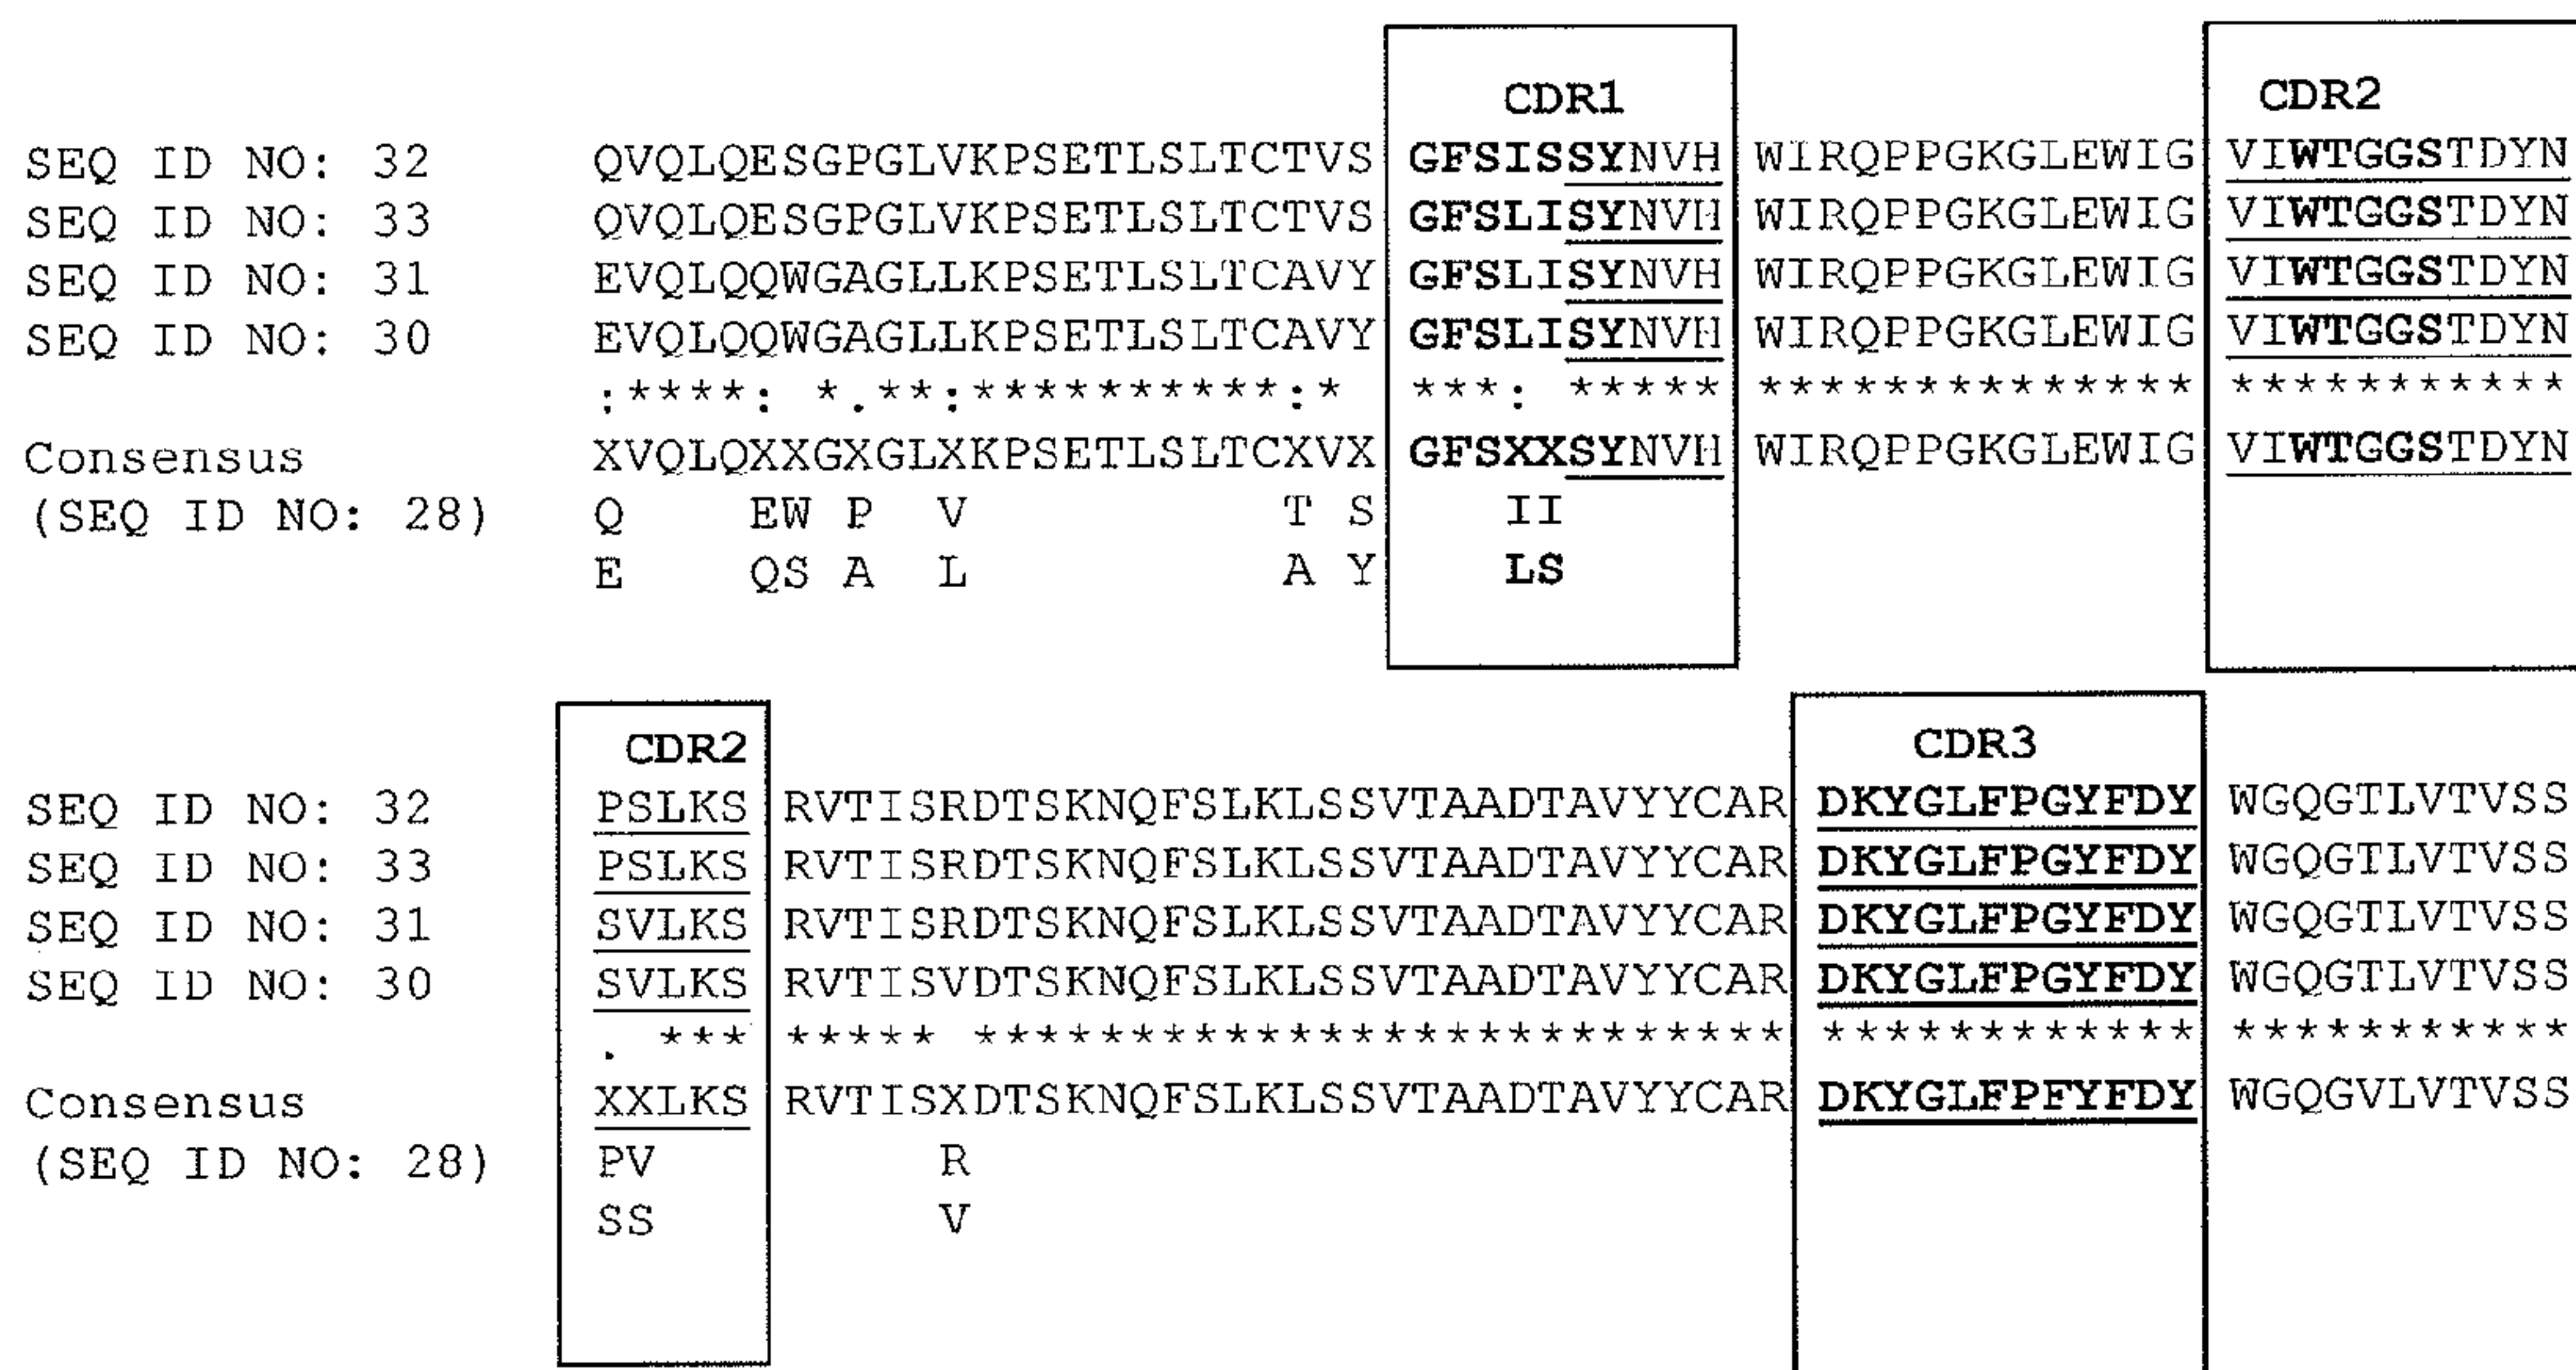 CDR1 CDR2
SEQ ID NO: 32 QVQLQESGPGLVKPSETLSLTCTVS GFSISSYNVH WIRQPPGKGLEWIG VIWTGGSTDYN
SEQ ID NO: 33 QVQLQESGPGLVKPSETLSLTCTVS GFSLISYNVH WIRQPPGKGLEWIG VIWTGGSTDYN
SEQ ID NO: 31 EVQLQQWGAGLLKPSETLSLTCAVY GFSLISYNVH WIRQPPGKGLEWIG VIWTGGSTDYN
SEQ ID NO: 30 EVQLQQWGAGLLKPSETLSLTCAVY GFSLISYNVH WIRQPPGKGLEWIG VIWTGGSTDYN
:****: *.**:**********:* ***: ***** ************** ***********
Consensus XVQLQXXGXGLXKPSETLSLTCXVX GFSXXSYNVH WIRQPPGKGLEWIG VIWTGGSTDYN
(SEQ ID NO: 28) Q EW P V T S II
E QS A L A Y LS
CDR2 CDR3
SEQ ID NO: 32 PSLKS RVTISRDTSKNQFSLKLSSVTAADTAVYYCAR DKYGLFPGYFDY WGQGTLVTVSS
SEQ ID NO: 33 PSLKS RVTISRDTSKNQFSLKLSSVTAADTAVYYCAR DKYGLFPGYFDY WGQGTLVTVSS
SEQ ID NO: 31 SVLKS RVTISRDTSKNQFSLKLSSVTAADTAVYYCAR DKYGLFPGYFDY WGQGTLVTVSS
SEQ ID NO: 30 SVLKS RVTISVDTSKNQFSLKLSSVTAADTAVYYCAR DKYGLFPGYFDY WGQGTLVTVSS
. *** ***** ************************** ************ ***********
Consensus XXLKS RVTISXDTSKNQFSLKLSSVTAADTAVYYCAR DKYGLFPFYFDY WGQGVLVTVSS
(SEQ ID NO: 28) PV R
SS V